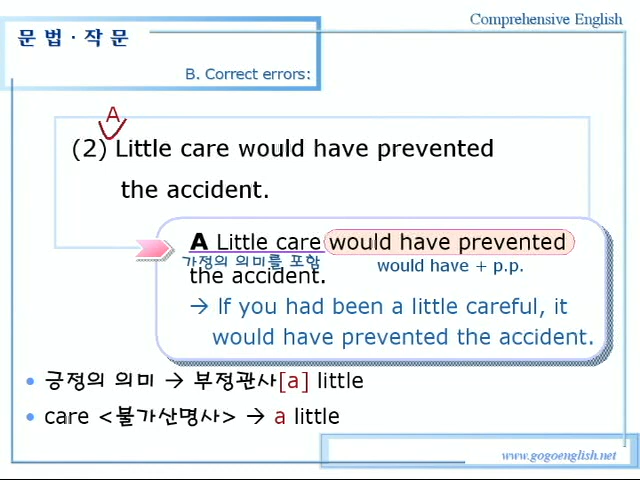 Comprehensive English
문 법 · 작 문
B. Correct errors:
A
(2) Little care would have prevented
the accident.
A Little care would have prevented
가정의 의미를 포함
would have + p.p.
the accident.
→ If you had been a little careful, it
would have prevented the accident.
• 긍정의 의미 → 부정관사[a] little
• care <불가산명사> → a little
www.gogoenglish.net